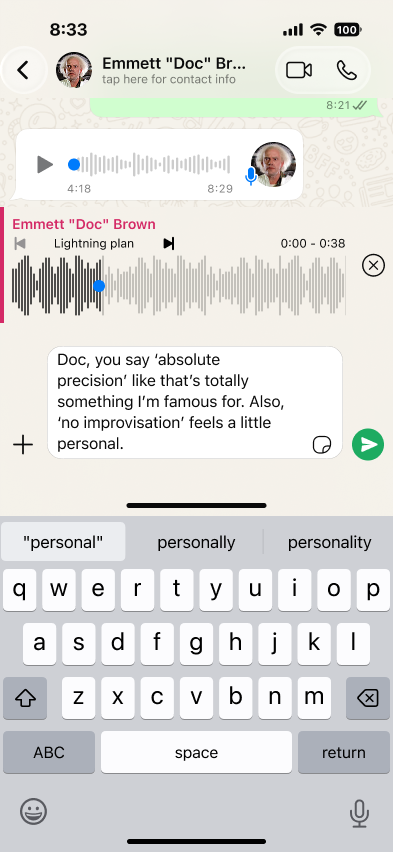 8:33
100
Emmett "Doc" Br...
tap here for contact info
8:21
4:18
8:29
Emmett "Doc" Brown
Lightning plan
0:00 - 0:38
Doc, you say ‘absolute
precision’ like that’s totally
something I’m famous for. Also,
‘no improvisation’ feels a little
personal.
"personal"
personally
personality
q w e r t y u i o p
a s d f g h j k l
z x c v b n m
ABC
space
return